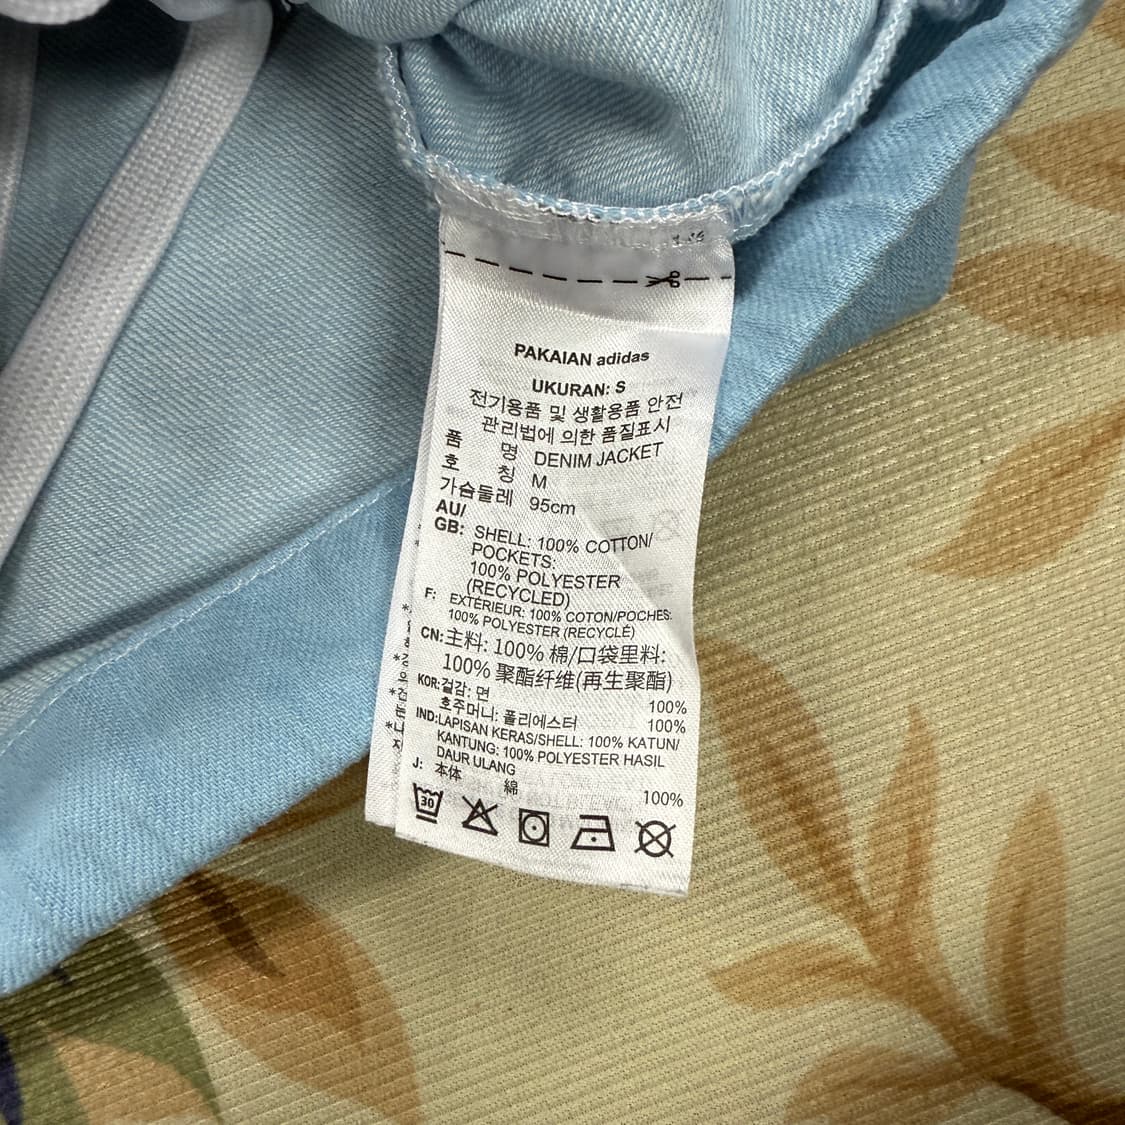 PAKAIAN adidas
UKURAN: S
전기용품 및 생활용품 안전
관리법에 의한 품질표시
품 명 DENIM JACKET
호 칭 M
가슴둘레 95cm
AU/
GB: SHELL: 100% COTTON/
POCKETS:
100% POLYESTER
(RECYCLED)
F: EXTÉRIEUR: 100% COTON/POCHES:
100% POLYESTER (RECYCLÉ)
CN: 主料: 100% 棉/口袋里料:
100% 聚酯纤维(再生聚酯)
KOR: 겉감: 면 100%
호주머니: 폴리에스터 100%
IND: LAPISAN KERAS/SHELL: 100% KATUN/
KANTUNG: 100% POLYESTER HASIL
DAUR ULANG
J: 本体 綿 100%
30